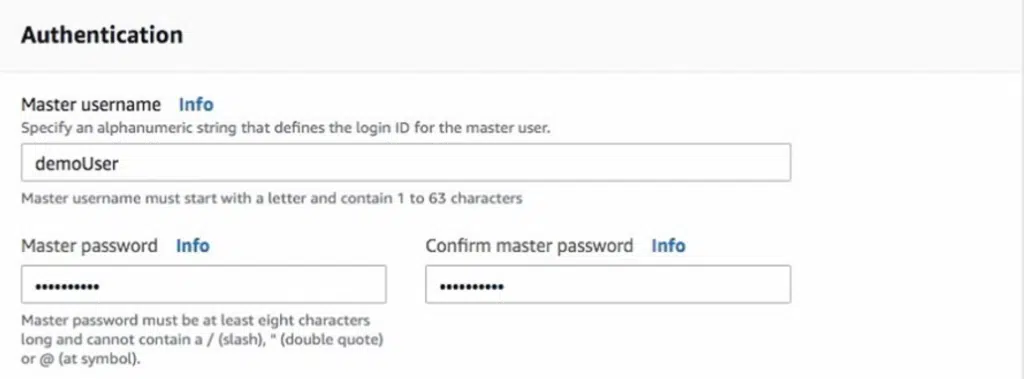 Authentication
Master username Info
Specify an alphanumeric string that defines the login ID for the master user.
demoUser
Master username must start with a letter and contain 1 to 63 characters
Master password Info Confirm master password Info
•••••••••• ••••••••••
Master password must be at least eight characters
long and cannot contain a / (slash), " (double quote)
or @ (at symbol).